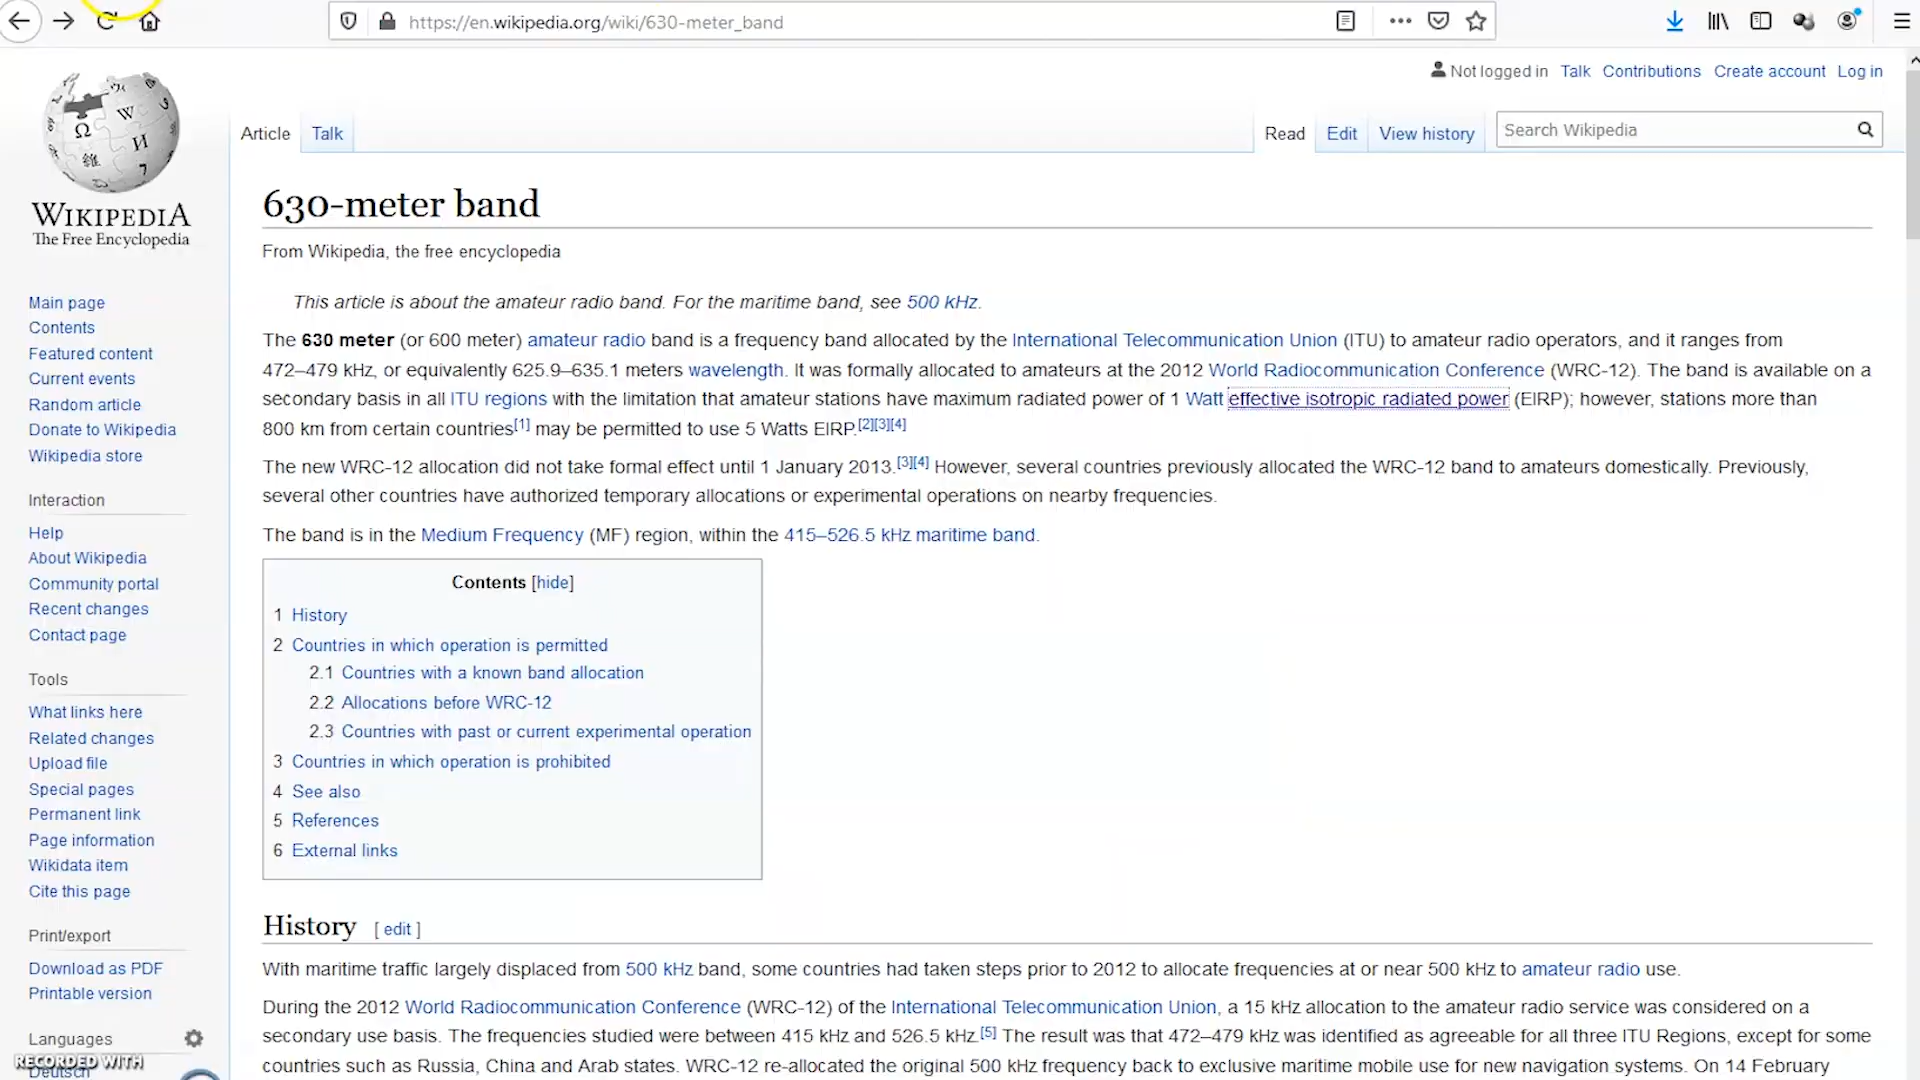 https://en.wikipedia.org/wiki/630-meter_band
Not logged in Talk Contributions Create account Log in
Article Talk Read Edit View history Search Wikipedia
WIKIPEDIA
The Free Encyclopedia
Main page
Contents
Featured content
Current events
Random article
Donate to Wikipedia
Wikipedia store
Interaction
Help
About Wikipedia
Community portal
Recent changes
Contact page
Tools
What links here
Related changes
Upload file
Special pages
Permanent link
Page information
Wikidata item
Cite this page
Print/export
Download as PDF
Printable version
Languages
Deutsch
RECORDED WITH
630-meter band
From Wikipedia, the free encyclopedia
This article is about the amateur radio band. For the maritime band, see 500 kHz.
The 630 meter (or 600 meter) amateur radio band is a frequency band allocated by the International Telecommunication Union (ITU) to amateur radio operators, and it ranges from
472–479 kHz, or equivalently 625.9–635.1 meters wavelength. It was formally allocated to amateurs at the 2012 World Radiocommunication Conference (WRC-12). The band is available on a
secondary basis in all ITU regions with the limitation that amateur stations have maximum radiated power of 1 Watt effective isotropic radiated power (EIRP); however, stations more than
800 km from certain countries[1] may be permitted to use 5 Watts EIRP.[2][3][4]
The new WRC-12 allocation did not take formal effect until 1 January 2013.[3][4] However, several countries previously allocated the WRC-12 band to amateurs domestically. Previously,
several other countries have authorized temporary allocations or experimental operations on nearby frequencies.
The band is in the Medium Frequency (MF) region, within the 415–526.5 kHz maritime band.
Contents [hide]
1 History
2 Countries in which operation is permitted
2.1 Countries with a known band allocation
2.2 Allocations before WRC-12
2.3 Countries with past or current experimental operation
3 Countries in which operation is prohibited
4 See also
5 References
6 External links
History [ edit ]
With maritime traffic largely displaced from 500 kHz band, some countries had taken steps prior to 2012 to allocate frequencies at or near 500 kHz to amateur radio use.
During the 2012 World Radiocommunication Conference (WRC-12) of the International Telecommunication Union, a 15 kHz allocation to the amateur radio service was considered on a
secondary use basis. The frequencies studied were between 415 kHz and 526.5 kHz.[5] The result was that 472–479 kHz was identified as agreeable for all three ITU Regions, except for some
countries such as Russia, China and Arab states. WRC-12 re-allocated the original 500 kHz frequency back to exclusive maritime mobile use for new navigation systems. On 14 February